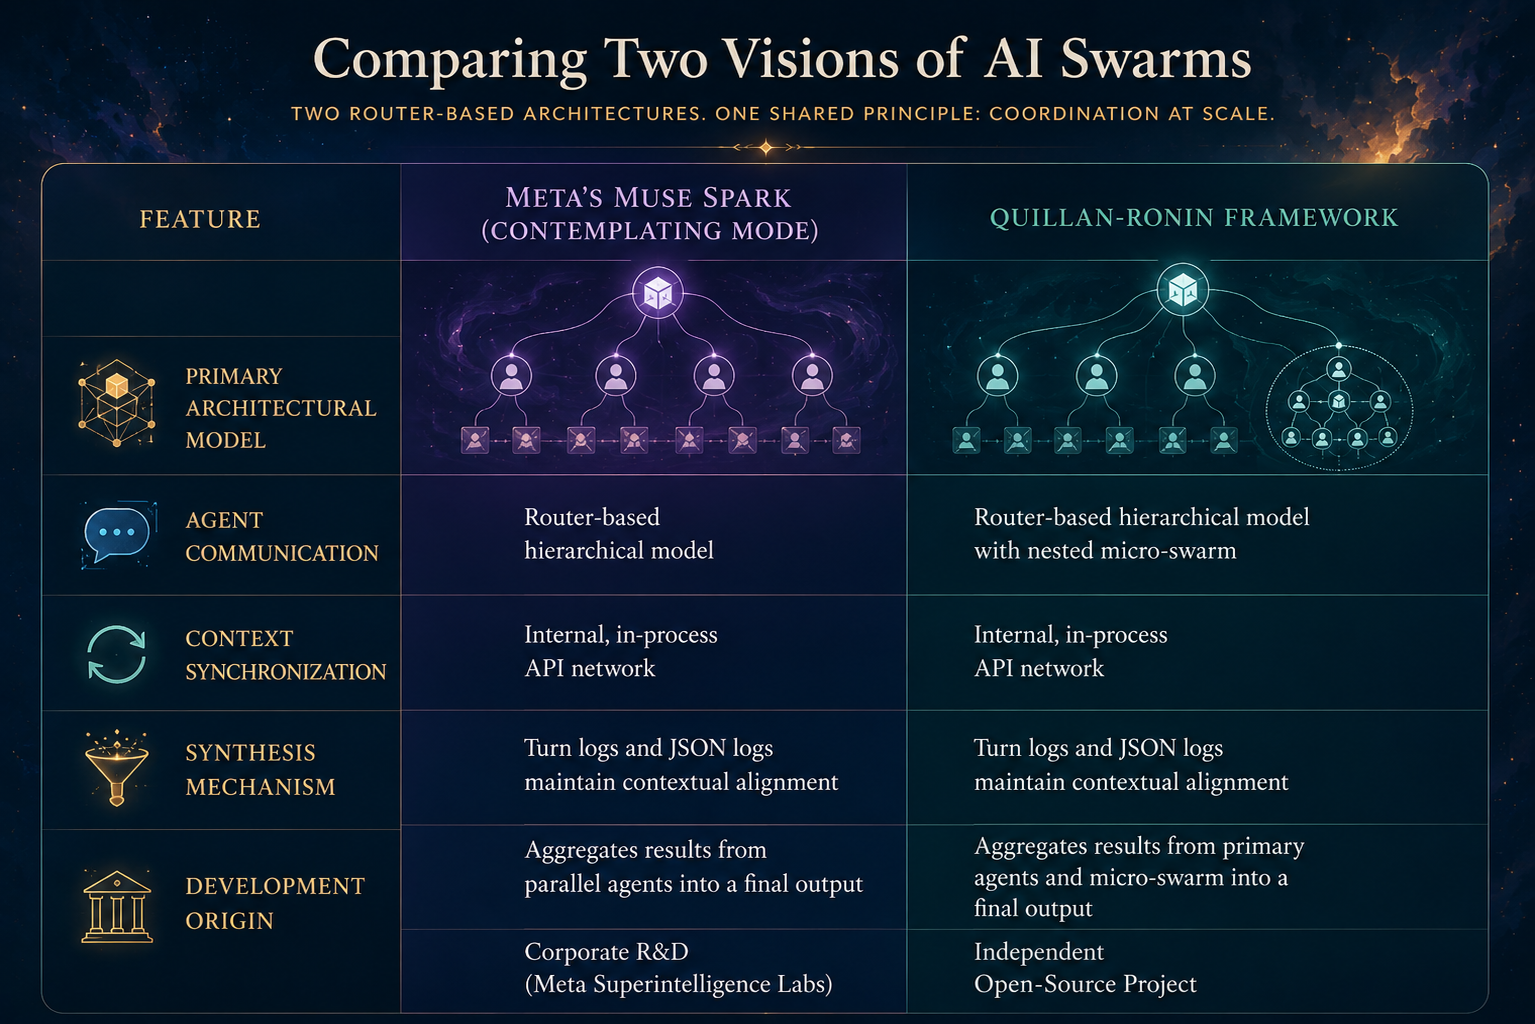 Comparing Two Visions of AI Swarms
TWO ROUTER-BASED ARCHITECTURES. ONE SHARED PRINCIPLE: COORDINATION AT SCALE.
FEATURE
META'S MUSE SPARK
(CONTEMPLATING MODE)
QUILLAN-RONIN FRAMEWORK
PRIMARY
ARCHITECTURAL
MODEL
AGENT
COMMUNICATION
Router-based
hierarchical model
Router-based hierarchical model
with nested micro-swarm
CONTEXT
SYNCHRONIZATION
Internal, in-process
API network
Internal, in-process
API network
SYNTHESIS
MECHANISM
Turn logs and JSON logs
maintain contextual alignment
Turn logs and JSON logs
maintain contextual alignment
DEVELOPMENT
ORIGIN
Aggregates results from
parallel agents into a final output
Aggregates results from primary
agents and micro-swarm into a
final output
Corporate R&D
(Meta Superintelligence Labs)
Independent
Open-Source Project